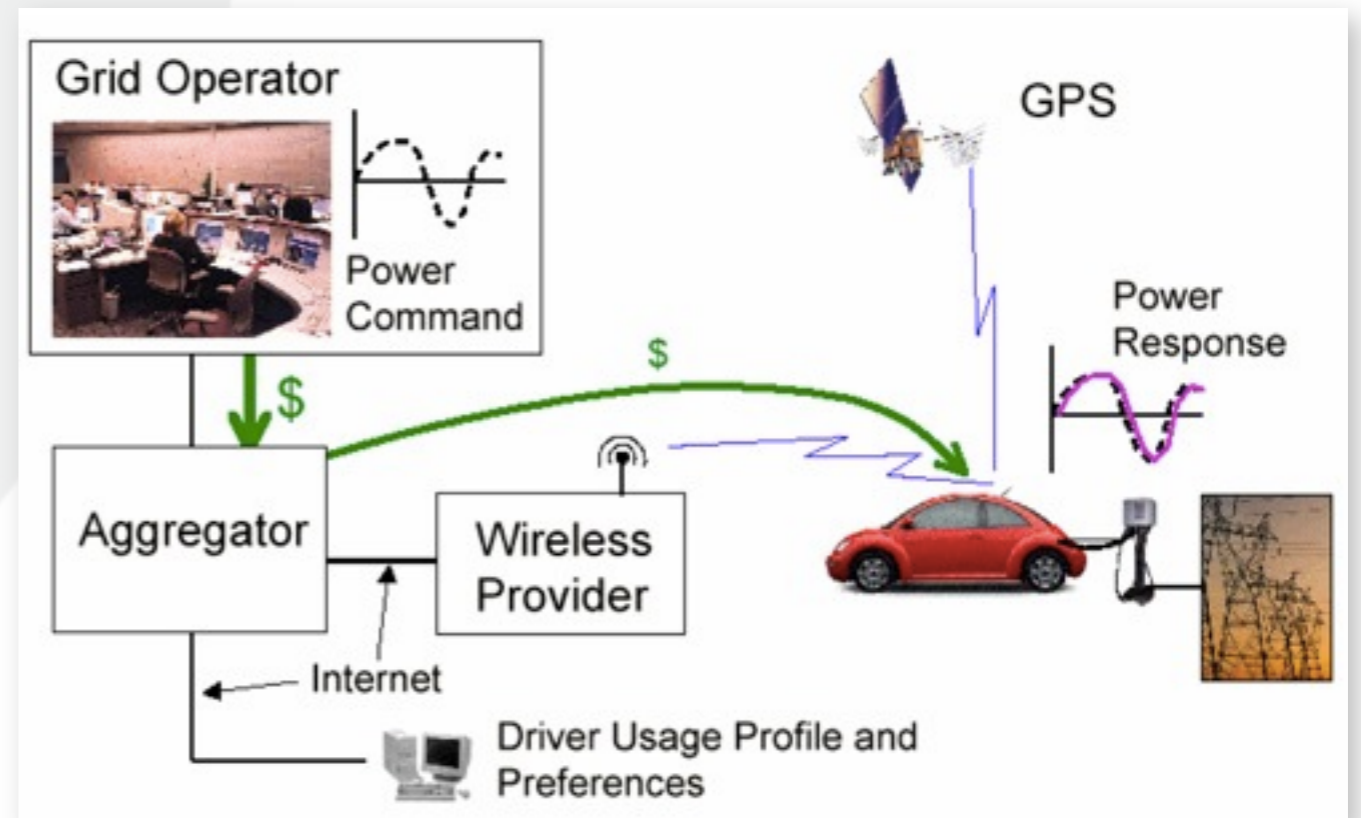 Grid Operator
Power
Command
GPS
Power
Response
$
$
Aggregator
Wireless
Provider
Internet
Driver Usage Profile and
Preferences